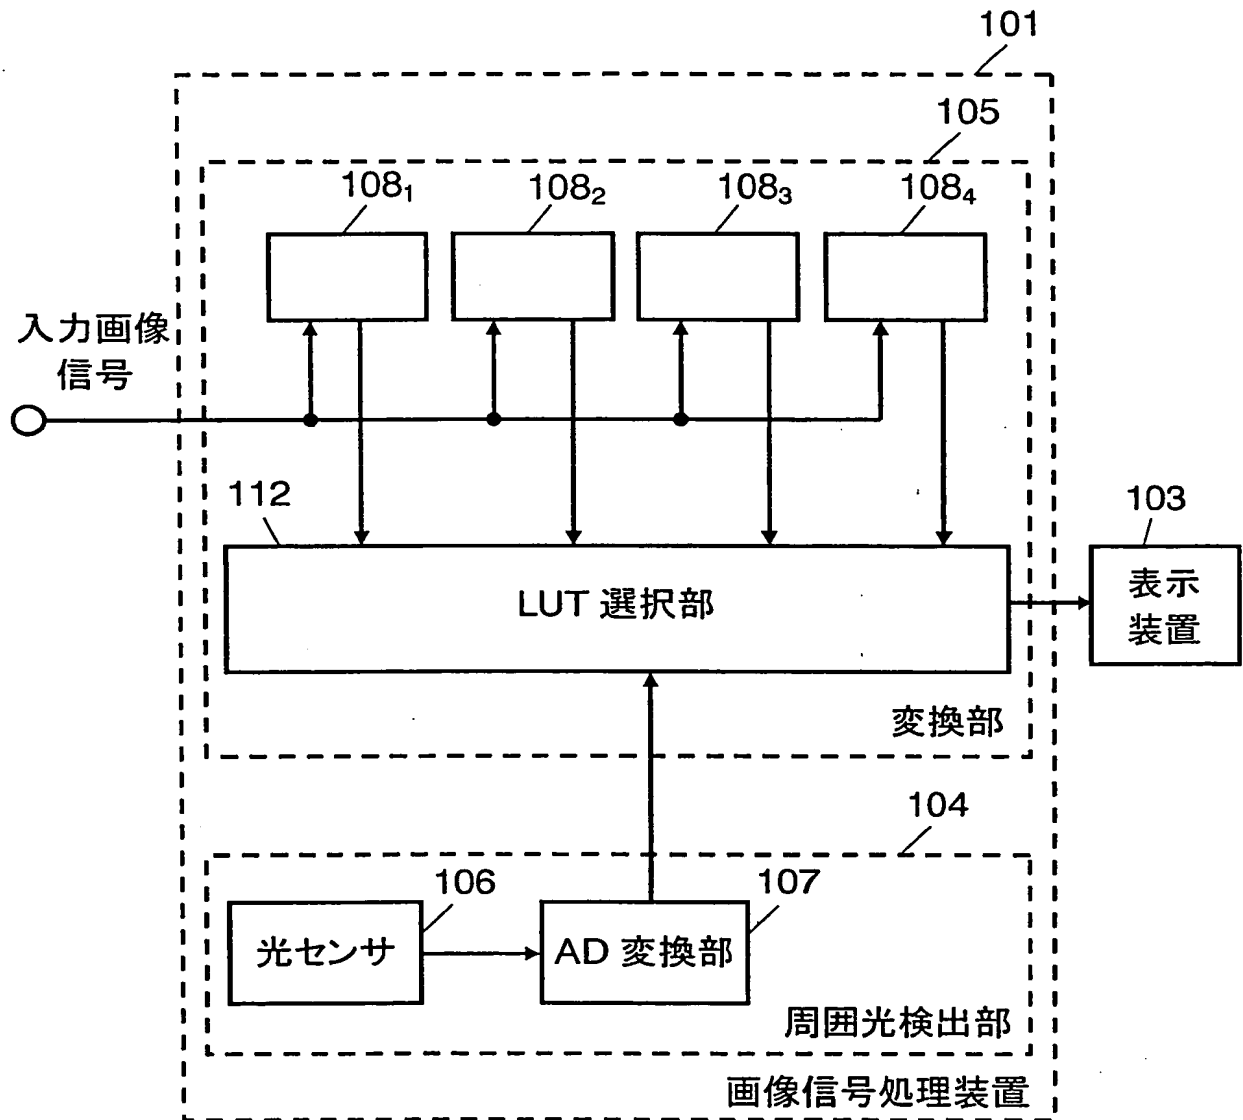 101
105
108₁ 108₂ 108₃ 108₄
入力画像
信号
112
103
LUT 選択部
表示
装置
変換部
104
106
107
光センサ
AD 変換部
周囲光検出部
画像信号処理装置